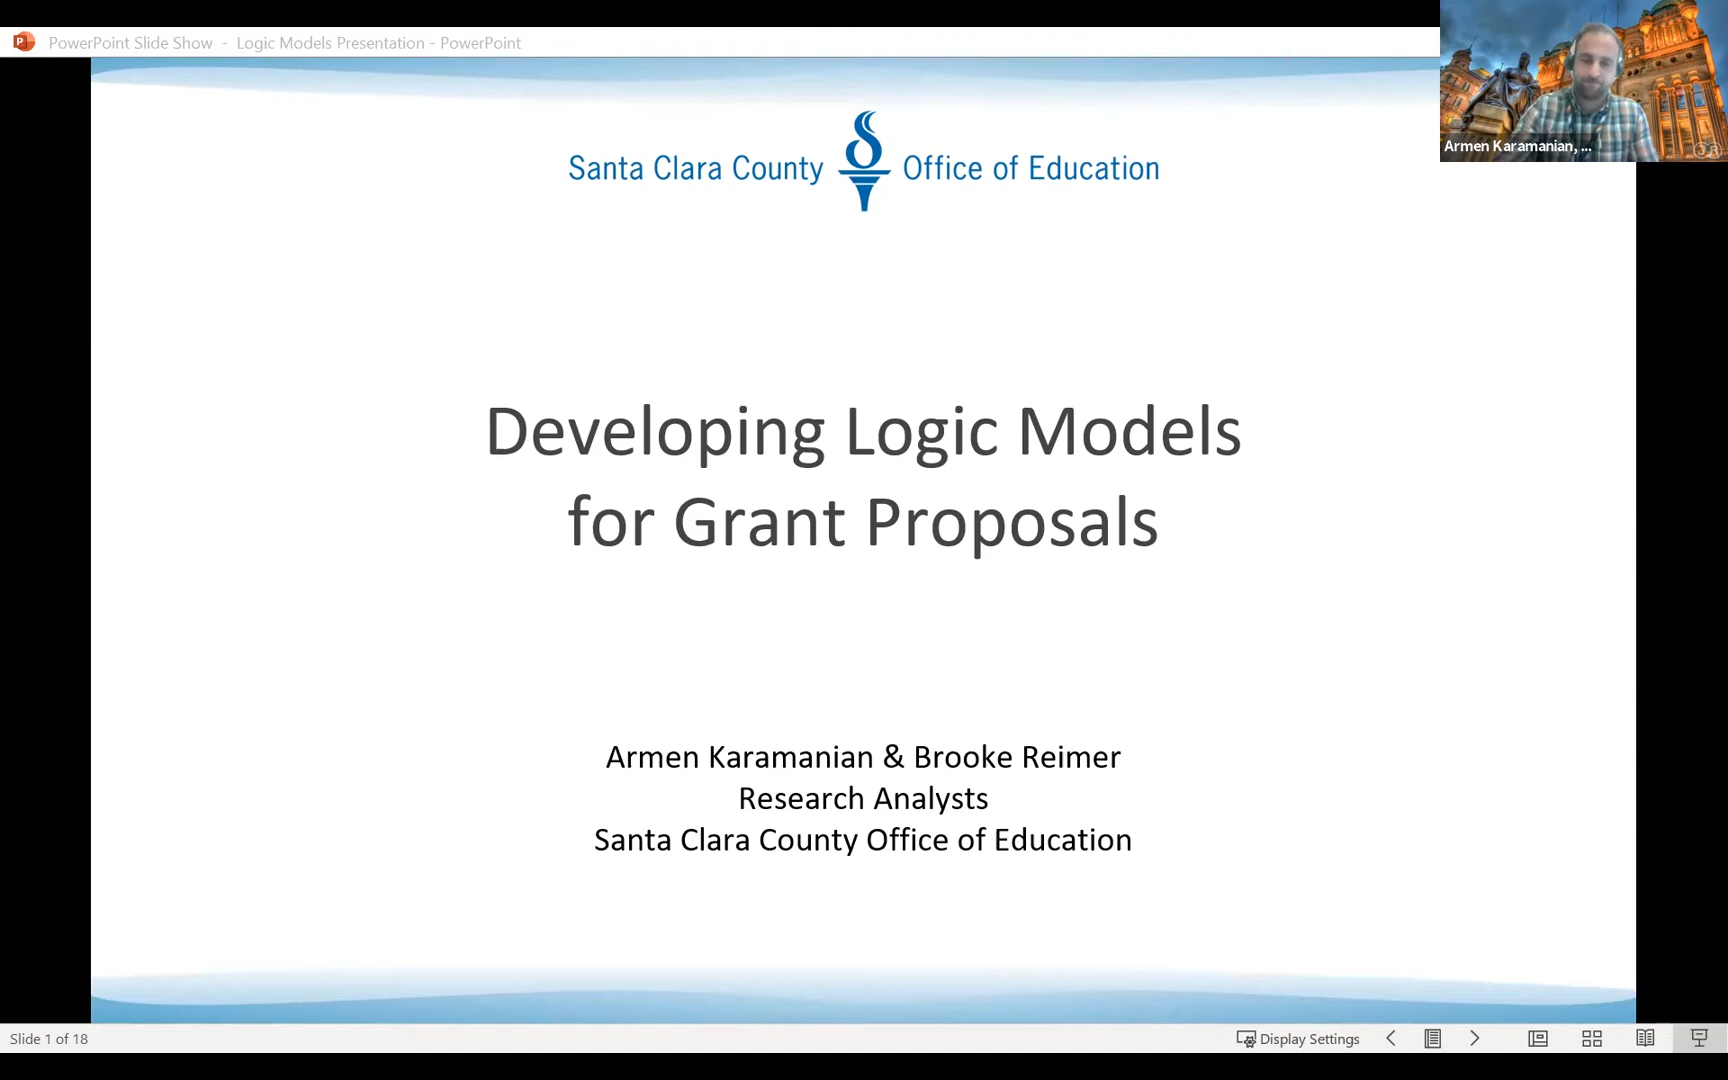 PowerPoint Slide Show - Logic Models Presentation - PowerPoint
Armen Karamanian, ...
Santa Clara County Office of Education
Developing Logic Models
for Grant Proposals
Armen Karamanian & Brooke Reimer
Research Analysts
Santa Clara County Office of Education
Slide 1 of 18
Display Settings